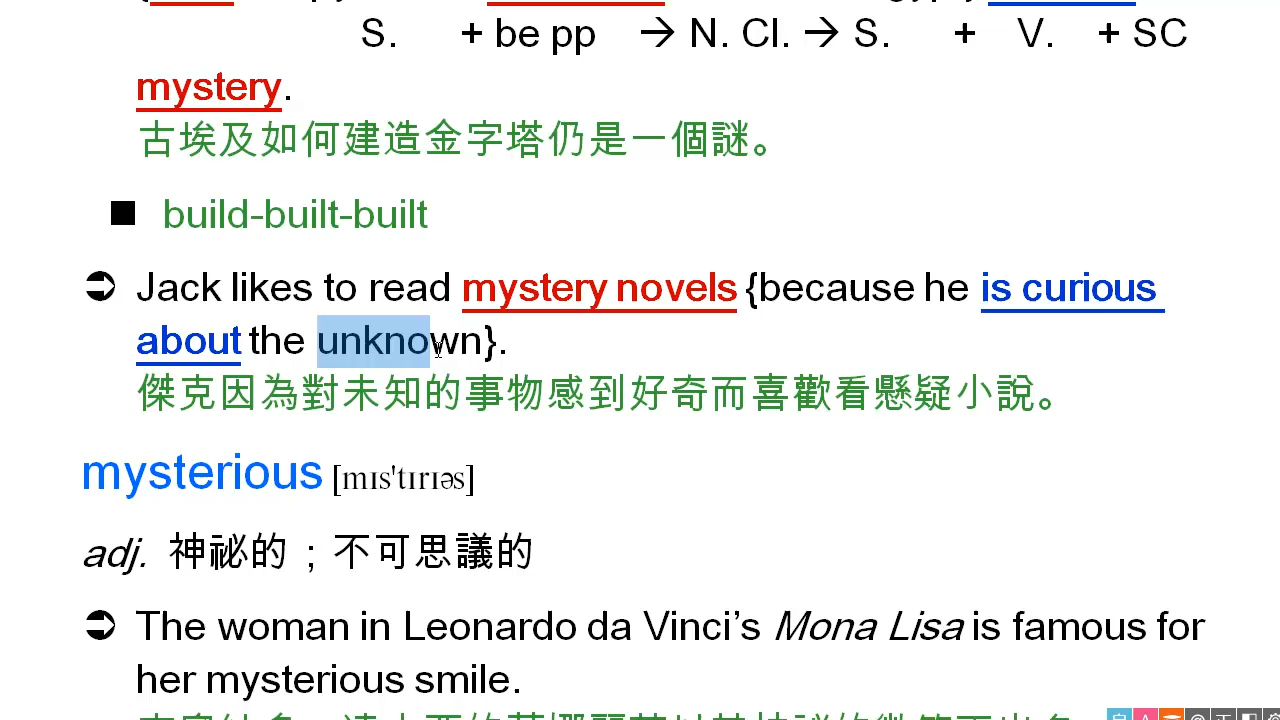 S. + be pp → N. Cl. → S. + V. + SC
mystery.
古埃及如何建造金字塔仍是一個謎。
■ build-built-built
➲ Jack likes to read mystery novels {because he is curious
about the unknown}.
傑克因為對未知的事物感到好奇而喜歡看懸疑小說。
mysterious [mɪs'tɪrɪəs]
adj. 神祕的；不可思議的
➲ The woman in Leonardo da Vinci’s Mona Lisa is famous for
her mysterious smile.